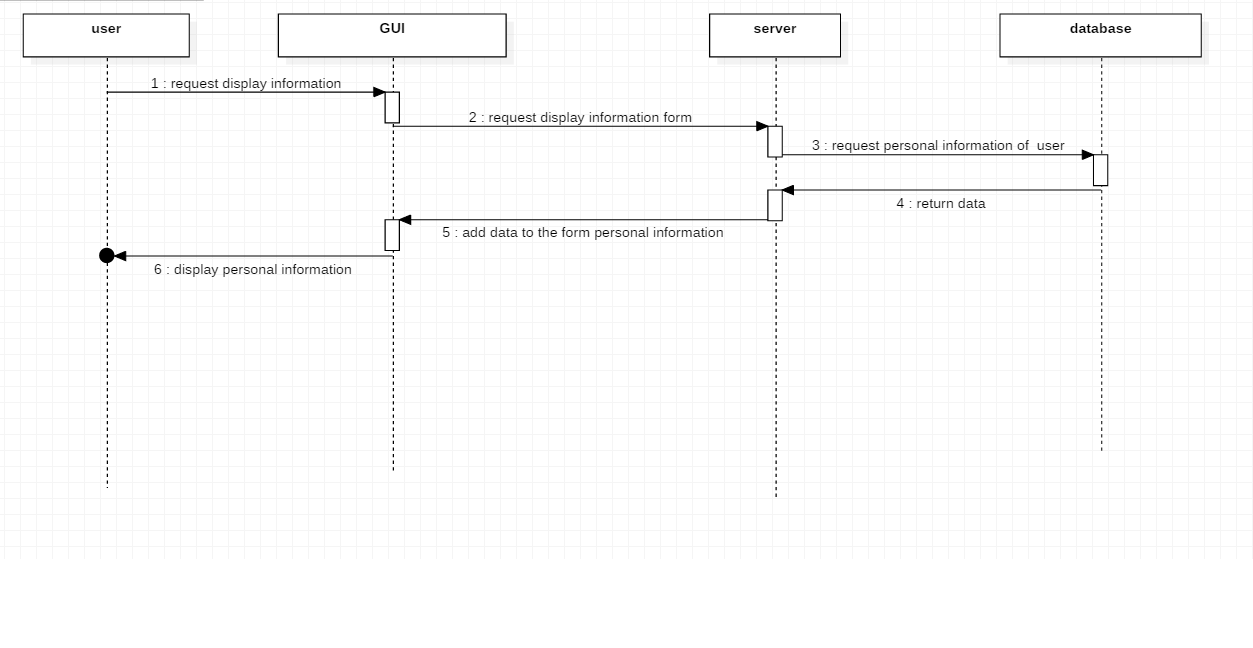 user
GUI
server
database
1 : request display information
2 : request display information form
3 : request personal information of  user
4 : return data
5 : add data to the form personal information
6 : display personal information